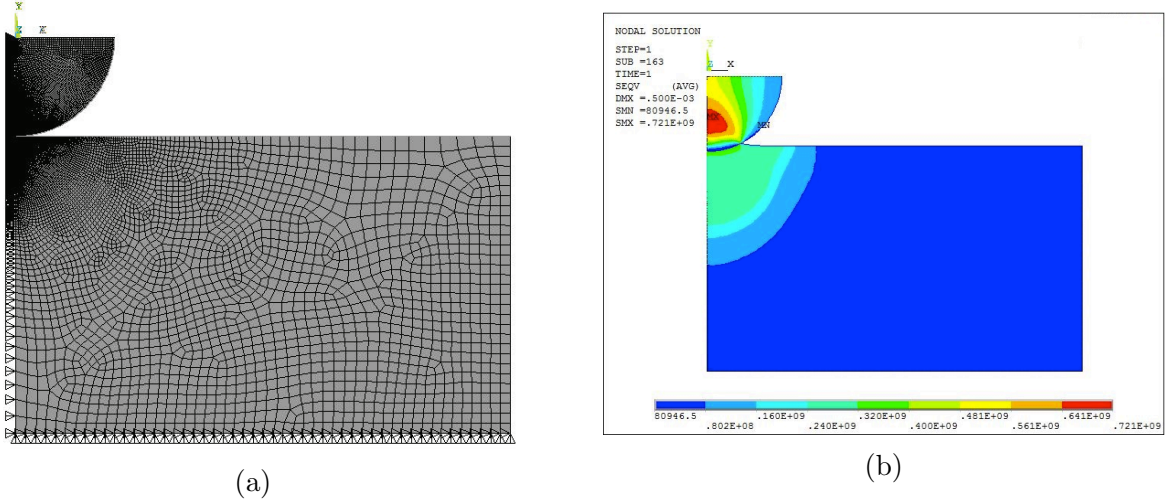 Y
Z X
NODAL SOLUTION
STEP=1
SUB =163
TIME=1
SEQV (AVG)
DMX =.500E-03
SMN =80946.5
SMX =.721E+09
Y
Z X
MX
MN
80946.5 .160E+09 .320E+09 .481E+09 .641E+09
.802E+08 .240E+09 .400E+09 .561E+09 .721E+09
(a)
(b)